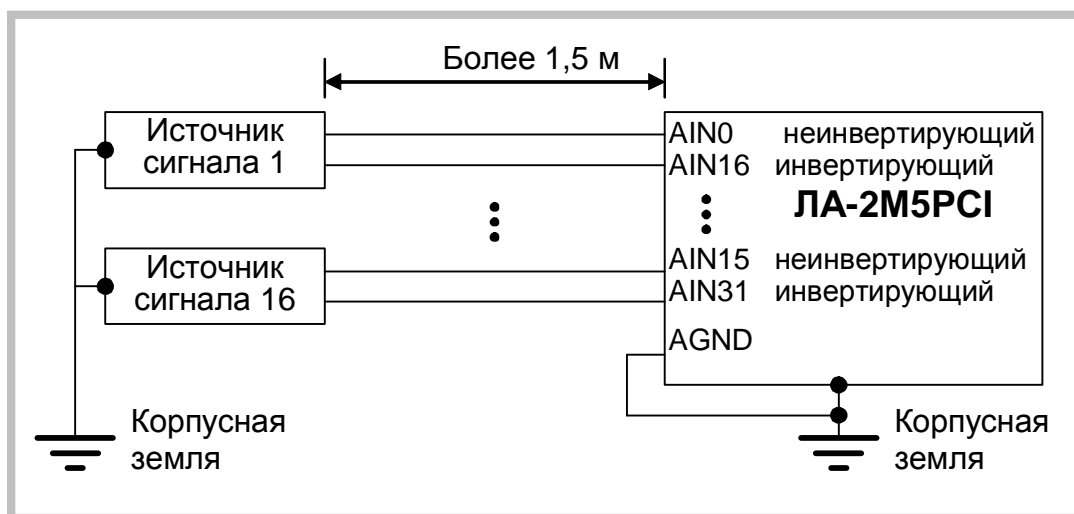 Более 1,5 м
Источник
сигнала 1
AIN0 неинвертирующий
AIN16 инвертирующий
ЛА-2М5PCI
Источник
сигнала 16
AIN15 неинвертирующий
AIN31 инвертирующий
AGND
Корпусная
земля
Корпусная
земля